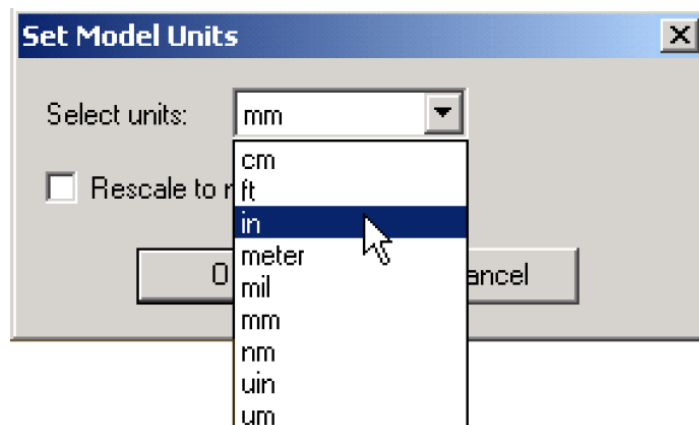 Set Model Units
Select units: mm
cm
Rescale to r
ft
in
meter
O
ancel
mil
mm
nm
uin
um